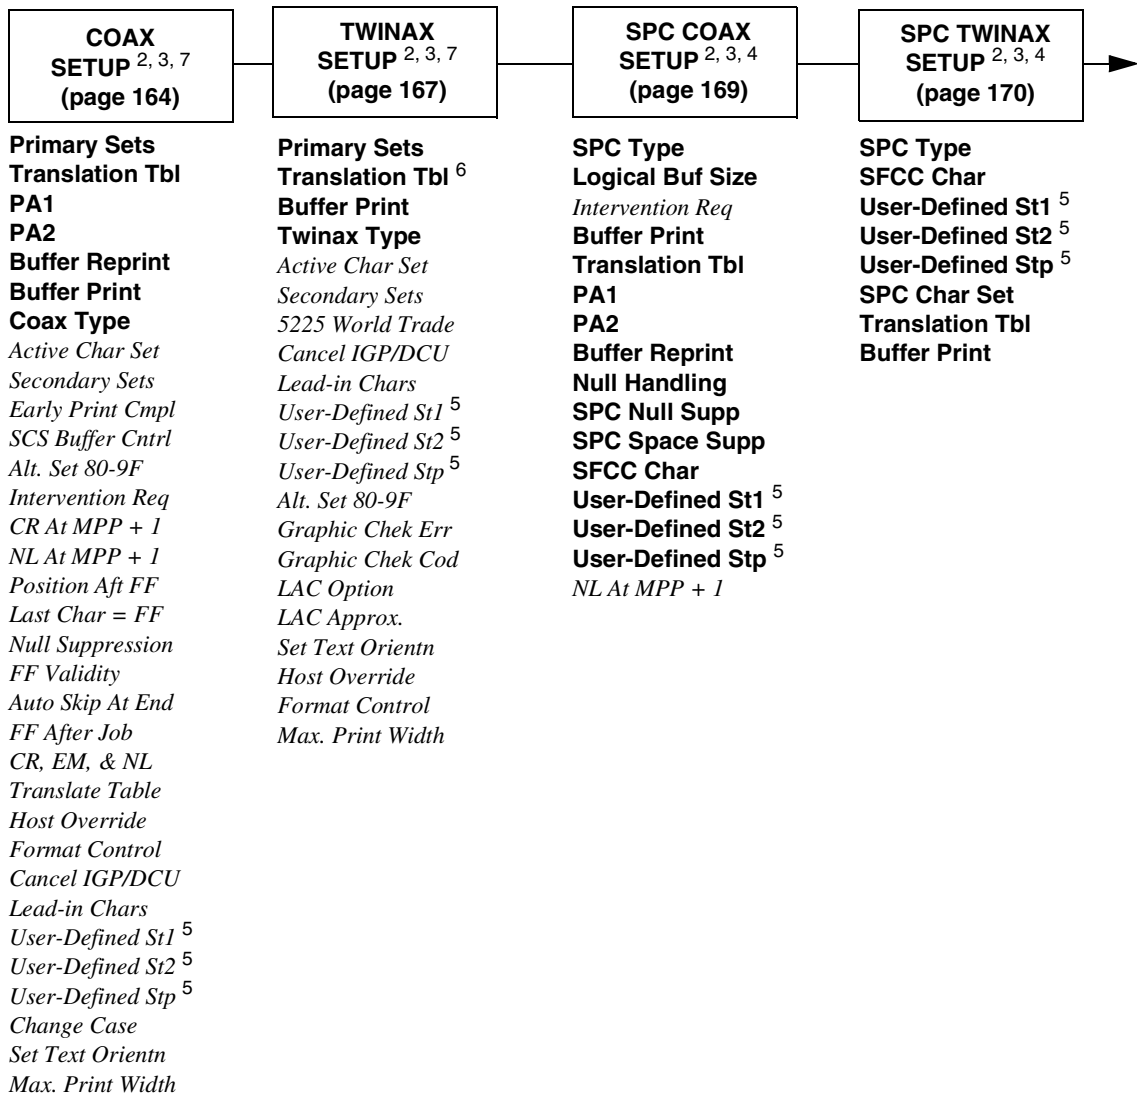 COAX
SETUP 2, 3, 7
(page 164)
Primary Sets
Translation Tbl
PA1
PA2
Buffer Reprint
Buffer Print
Coax Type
Active Char Set
Secondary Sets
Early Print Cmpl
SCS Buffer Cntrl
Alt. Set 80-9F
Intervention Req
CR At MPP + 1
NL At MPP + 1
Position Aft FF
Last Char = FF
Null Suppression
FF Validity
Auto Skip At End
FF After Job
CR, EM, & NL
Translate Table
Host Override
Format Control
Cancel IGP/DCU
Lead-in Chars
User-Defined St1 5
User-Defined St2 5
User-Defined Stp 5
Change Case
Set Text Orientn
Max. Print Width
TWINAX
SETUP 2, 3, 7
(page 167)
Primary Sets
Translation Tbl 6
Buffer Print
Twinax Type
Active Char Set
Secondary Sets
5225 World Trade
Cancel IGP/DCU
Lead-in Chars
User-Defined St1 5
User-Defined St2 5
User-Defined Stp 5
Alt. Set 80-9F
Graphic Chek Err
Graphic Chek Cod
LAC Option
LAC Approx.
Set Text Orientn
Host Override
Format Control
Max. Print Width
SPC COAX
SETUP 2, 3, 4
(page 169)
SPC Type
Logical Buf Size
Intervention Req
Buffer Print
Translation Tbl
PA1
PA2
Buffer Reprint
Null Handling
SPC Null Supp
SPC Space Supp
SFCC Char
User-Defined St1 5
User-Defined St2 5
User-Defined Stp 5
NL At MPP + 1
SPC TWINAX
SETUP 2, 3, 4
(page 170)
SPC Type
SFCC Char
User-Defined St1 5
User-Defined St2 5
User-Defined Stp 5
SPC Char Set
Translation Tbl
Buffer Print